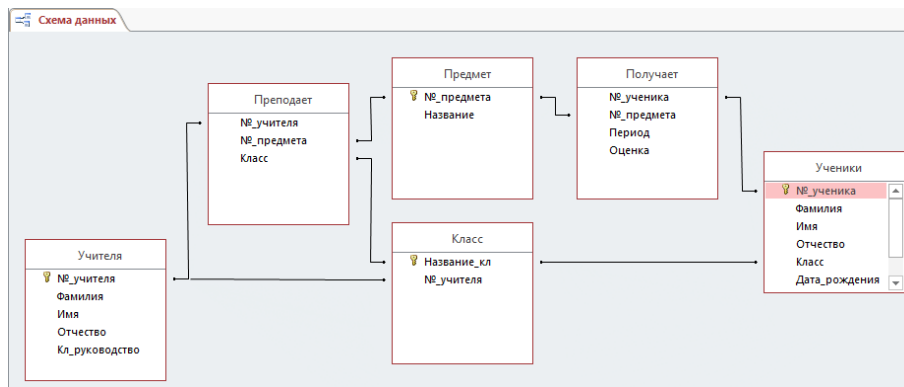 Схема данных
Преподает
№_учителя
№_предмета
Класс
Предмет
№_предмета
Название
Получает
№_ученика
№_предмета
Период
Оценка
Ученики
№_ученика
Фамилия
Имя
Отчество
Класс
Дата_рождения
Учителя
№_учителя
Фамилия
Имя
Отчество
Кл_руководство
Класс
Название_кл
№_учителя